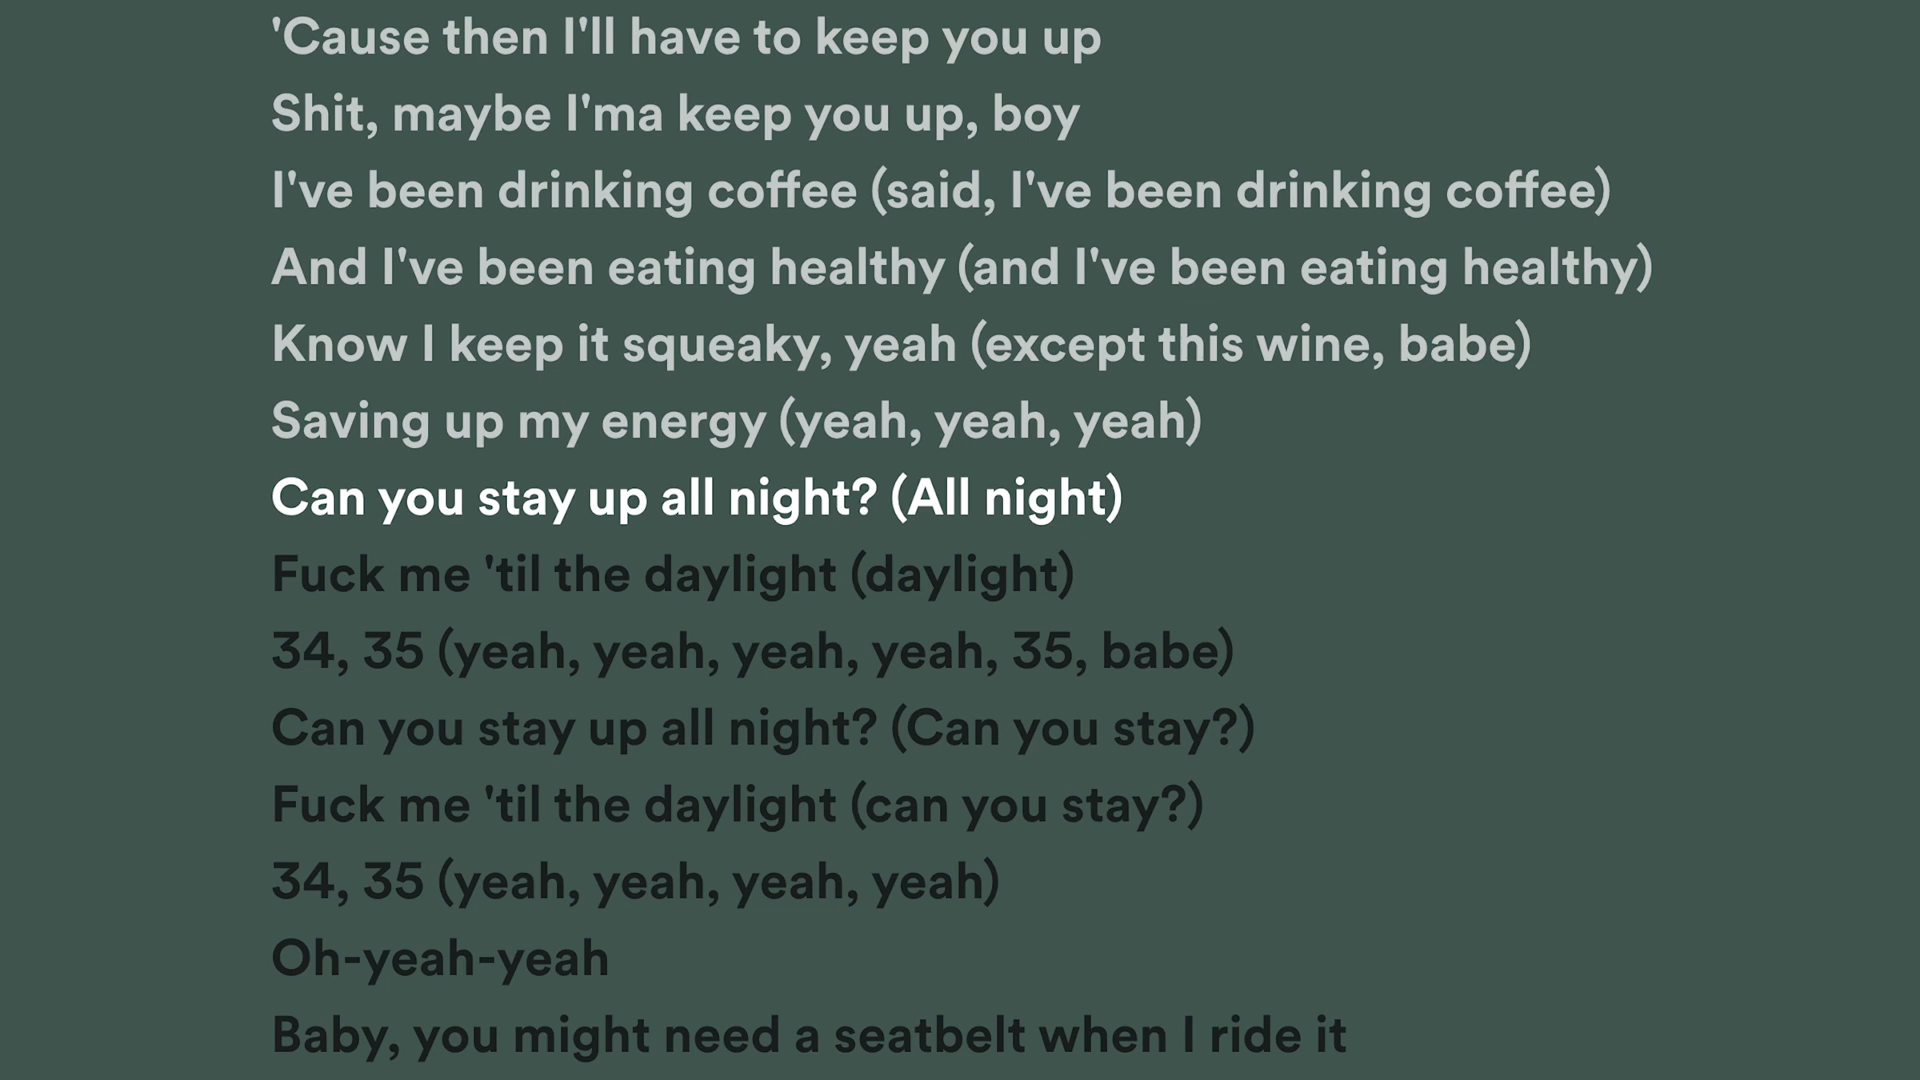 'Cause then I'll have to keep you up
Shit, maybe I'ma keep you up, boy
I've been drinking coffee (said, I've been drinking coffee)
And I've been eating healthy (and I've been eating healthy)
Know I keep it squeaky, yeah (except this wine, babe)
Saving up my energy (yeah, yeah, yeah)
Can you stay up all night? (All night)
Fuck me 'til the daylight (daylight)
34, 35 (yeah, yeah, yeah, yeah, 35, babe)
Can you stay up all night? (Can you stay?)
Fuck me 'til the daylight (can you stay?)
34, 35 (yeah, yeah, yeah, yeah)
Oh-yeah-yeah
Baby, you might need a seatbelt when I ride it